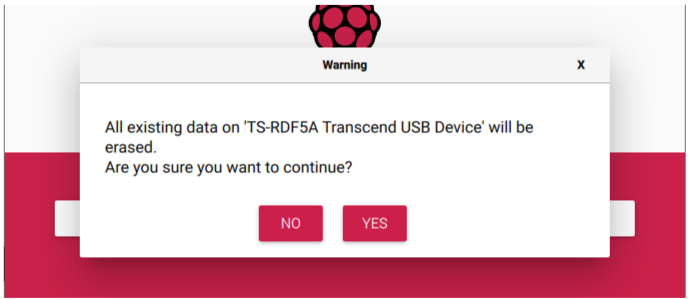 Warning
X
All existing data on 'TS-RDF5A Transcend USB Device' will be
erased.
Are you sure you want to continue?
NO
YES